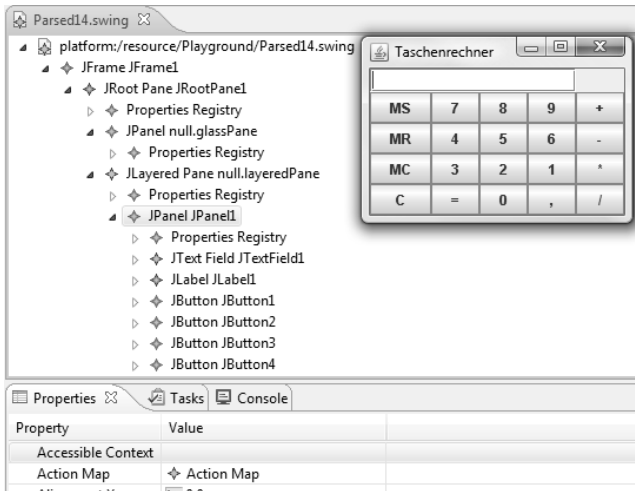 Parsed14.swing
platform:/resource/Playground/Parsed14.swing
JFrame JFrame1
JRoot Pane JRootPane1
Properties Registry
JPanel null.glassPane
Properties Registry
JLayered Pane null.layeredPane
Properties Registry
JPanel JPanel1
Properties Registry
JText Field JTextField1
JLabel JLabel1
JButton JButton1
JButton JButton2
JButton JButton3
JButton JButton4
Taschenrechner
MS 7 8 9 +
MR 4 5 6 -
MC 3 2 1 *
C = 0 , /
Properties Tasks Console
Property Value
Accessible Context
Action Map Action Map